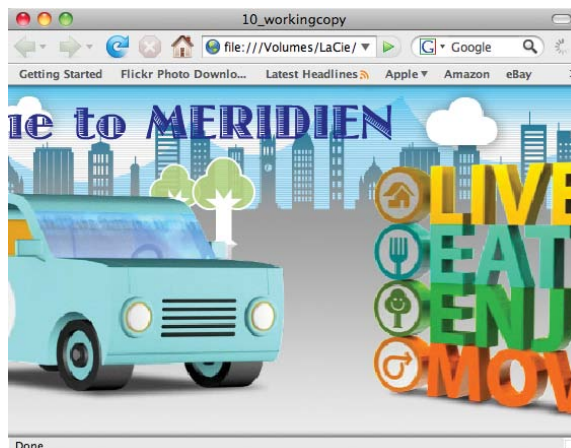 10_workingcopy
file:///Volumes/LaCie/
G Google
Getting Started Flickr Photo Downlo... Latest Headlines Apple Amazon eBay
to MERIDIEN
LIVE
EAT
ENJ
MOV
Done